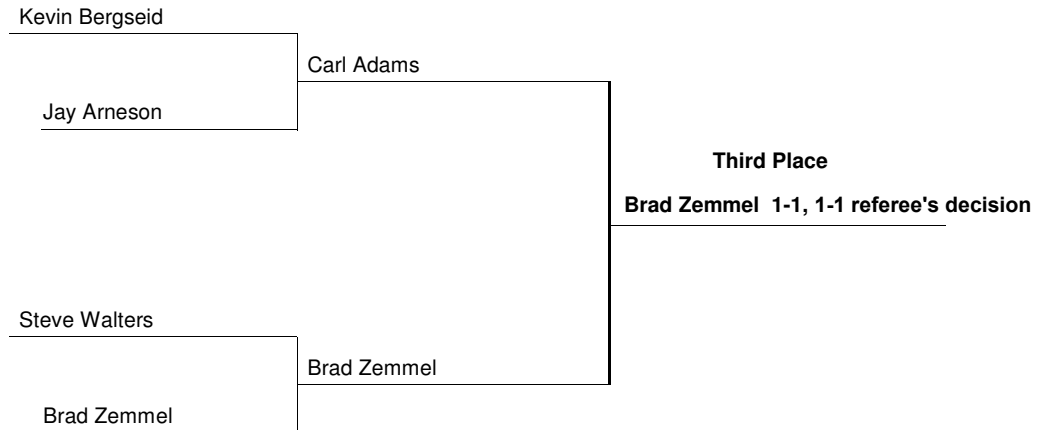 Kevin Bergseid
Carl Adams
Jay Arneson
Third Place
Brad Zemmel 1-1, 1-1 referee's decision
Steve Walters
Brad Zemmel
Brad Zemmel